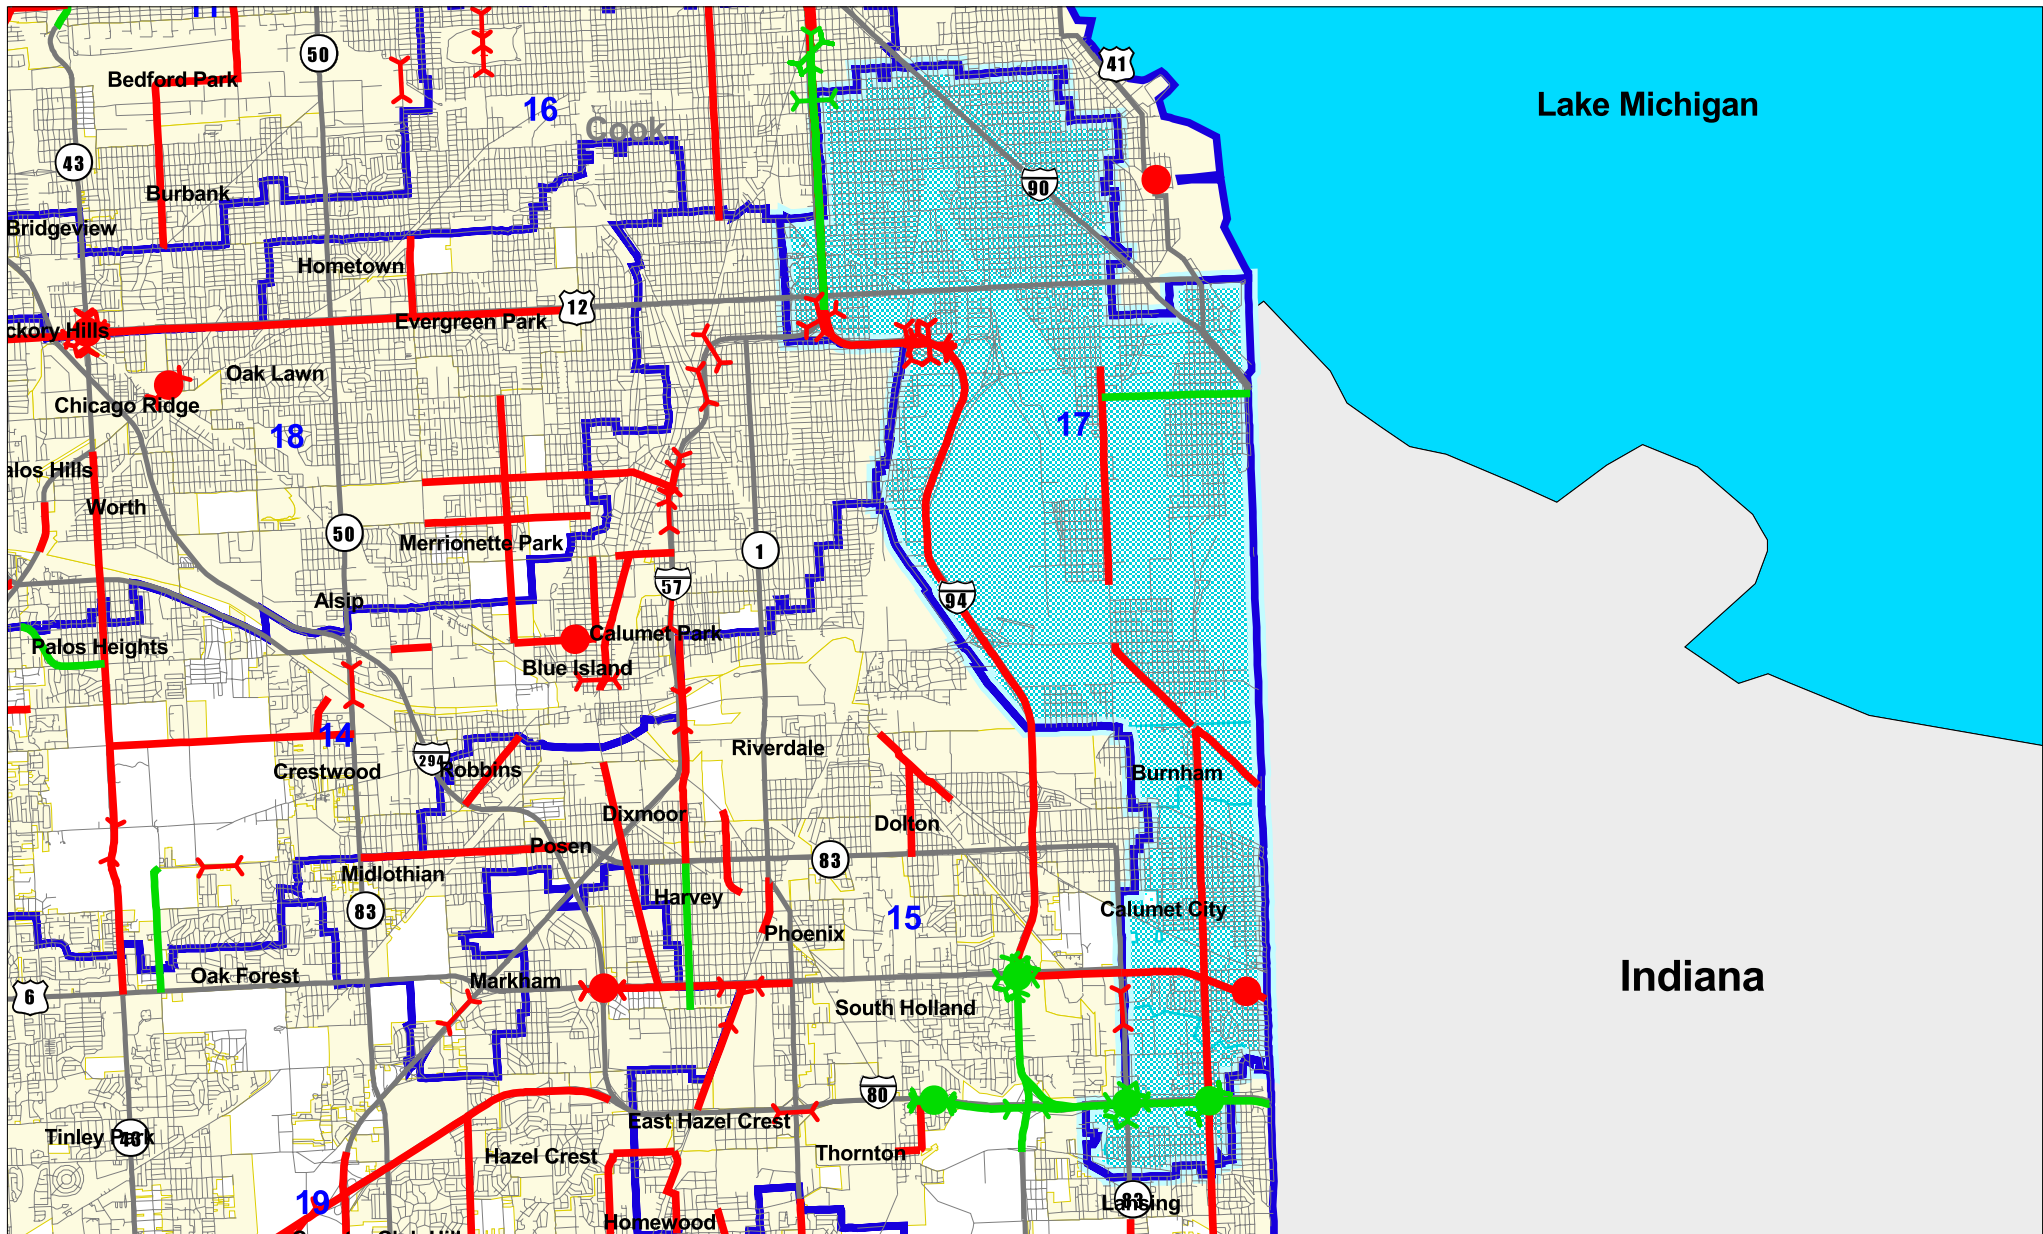 50
41
Bedford Park
16
Lake Michigan
Cook
43
90
Burbank
Bridgeview
Hometown
12
Evergreen Park
ckory Hills
Oak Lawn
Chicago Ridge
17
18
alos Hills
Worth
50
Merrionette Park
1
57
94
Alsip
Calumet Park
Palos Heights
Blue Island
14
Riverdale
294
Robbins
Crestwood
Burnham
Dixmoor
Dolton
Posen
83
Midlothian
Harvey
83
Calumet City
15
Phoenix
Oak Forest
Markham
Indiana
6
South Holland
80
East Hazel Crest
Tinley Park
43
Hazel Crest
Thornton
19
83
Lansing
Homewood